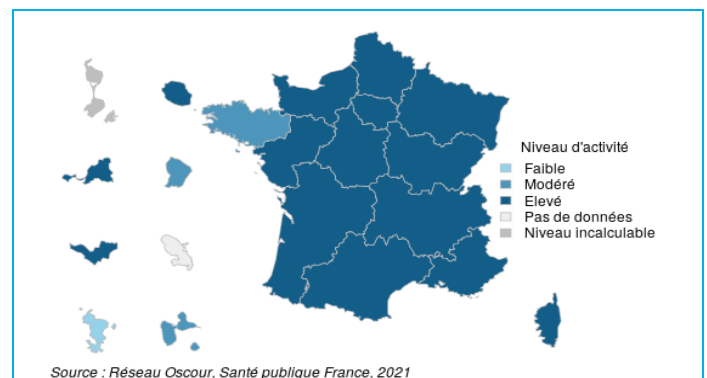 Niveau d'activité
Faible
Modéré
Elevé
Pas de données
Niveau incalculable
Source : Réseau Oscour, Santé publique France, 2021